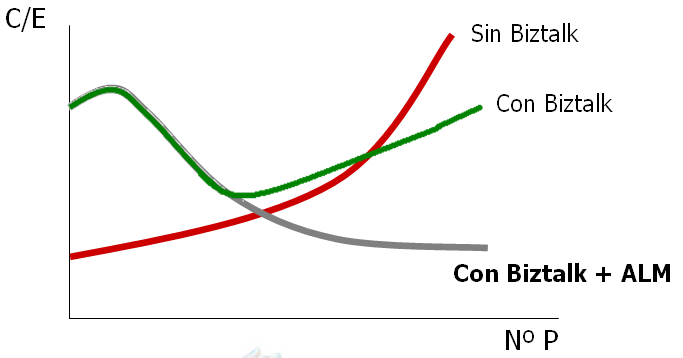 C/E
Sin Biztalk
Con Biztalk
Con Biztalk + ALM
Nº P